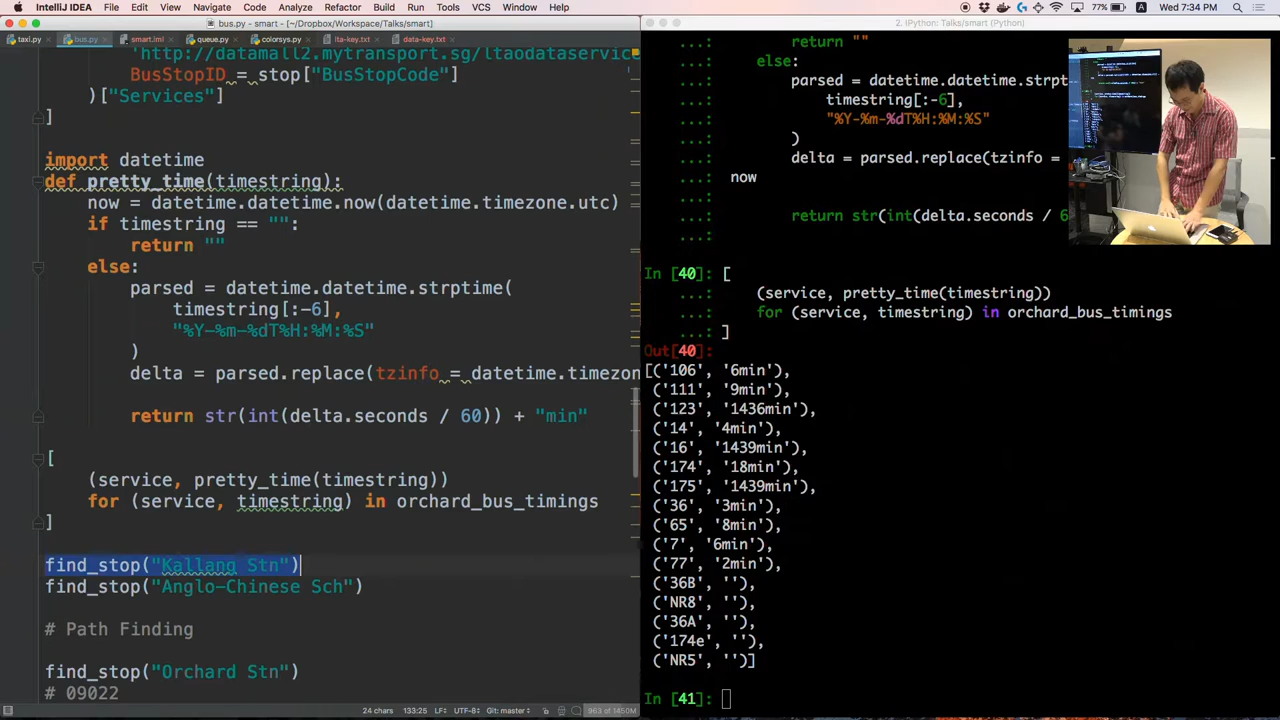 IntelliJ IDEA File Edit View Navigate Code Analyze Refactor Build Run Tools VCS Window Help 77% A Wed 7:34 PM
bus.py - smart - [~/Dropbox/Workspace/Talks/smart]
2. IPython: Talks/smart (Python)
taxi.py bus.py smart.iml queue.py colorsys.py lta-key.txt data-key.txt
'http://datamall2.mytransport.sg/ltaodataservice
BusStopID = stop["BusStopCode"]
)["Services"]
]
import datetime
def pretty_time(timestring):
now = datetime.datetime.now(datetime.timezone.utc)
if timestring == "":
return ""
else:
parsed = datetime.datetime.strptime(
timestring[:-6],
"%Y-%m-%dT%H:%M:%S"
)
delta = parsed.replace(tzinfo = datetime.timezon
return str(int(delta.seconds / 60)) + "min"
[
(service, pretty_time(timestring))
for (service, timestring) in orchard_bus_timings
]
find_stop("Kallang Stn")
find_stop("Anglo-Chinese Sch")
# Path Finding
find_stop("Orchard Stn")
# 09022
24 chars 133:25 LF÷ UTF-8÷ Git: master÷ 963 of 1450M
...: return ""
...: else:
...: parsed = datetime.datetime.strp
...: timestring[:-6],
...: "%Y-%m-%dT%H:%M:%S"
...: )
...: delta = parsed.replace(tzinfo =
now
...:
...: return str(int(delta.seconds / 6
...:
In [40]: [
...: (service, pretty_time(timestring))
...: for (service, timestring) in orchard_bus_timings
...: ]
Out[40]:
[('106', '6min'),
('111', '9min'),
('123', '1436min'),
('14', '4min'),
('16', '1439min'),
('174', '18min'),
('175', '1439min'),
('36', '3min'),
('65', '8min'),
('7', '6min'),
('77', '2min'),
('36B', ''),
('NR8', ''),
('36A', ''),
('174e', ''),
('NR5', '')]
In [41]: